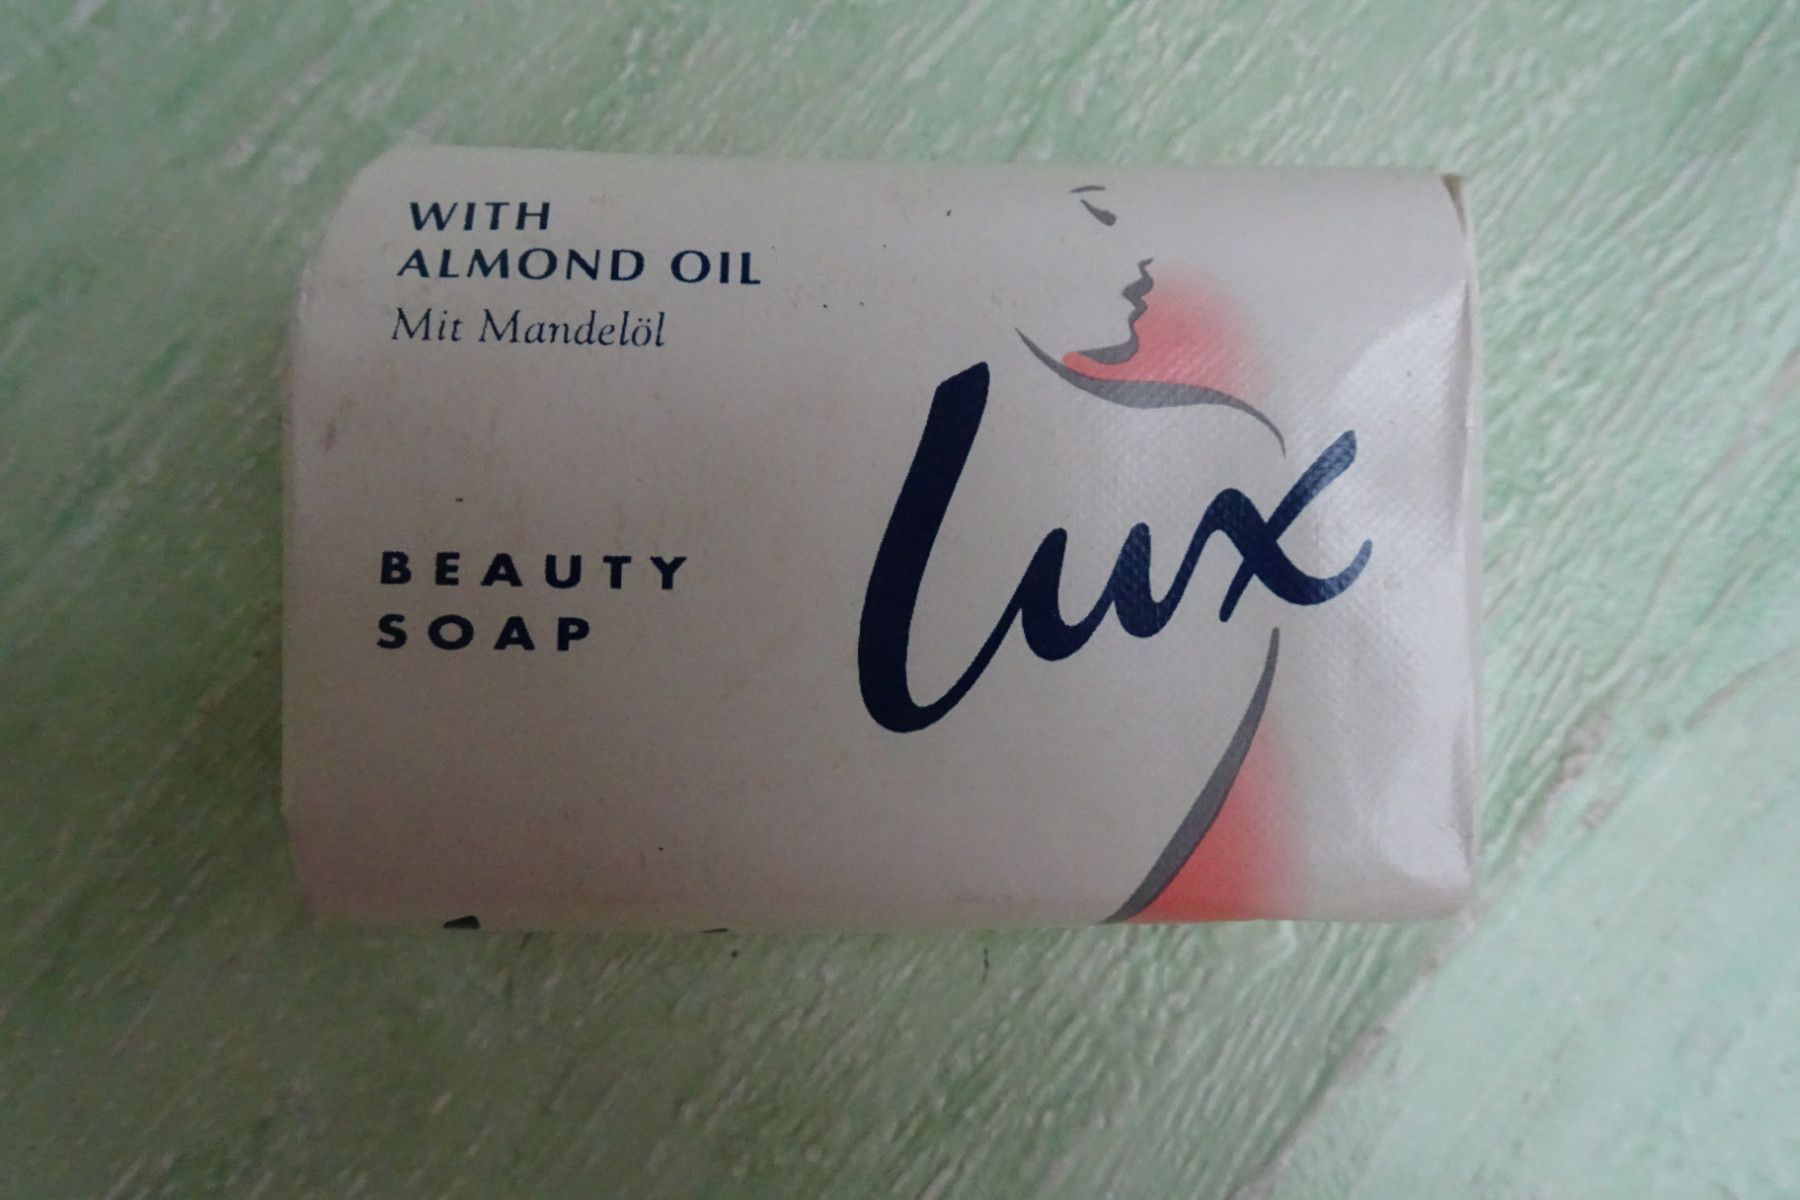 WITH
ALMOND OIL
Mit Mandelöl
BEAUTY
SOAP
lux